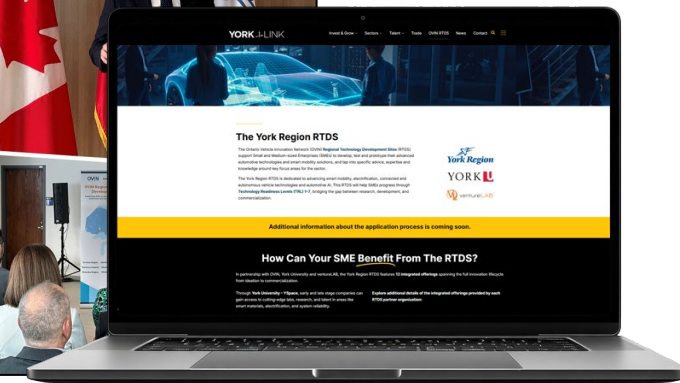 YORK LINK
Invest & Grow Sectors Talent Trade OVIN RTDS News Contact
The York Region RTDS
The Ontario Vehicle Innovation Network (OVIN) Regional Technology Development Sites (RTDS)
support Small and Medium-sized Enterprises (SMEs) to develop, test and prototype their advanced
automotive technologies and smart mobility solutions, and tap into specific advice, expertise and
knowledge around key focus areas for the sector.
The York Region RTDS is dedicated to advancing smart mobility, electrification, connected and
autonomous vehicle technologies and automotive AI. This RTDS will help SMEs progress through
Technology Readiness Levels (TRL) 1-7, bridging the gap between research, development, and
commercialization.
York Region
YORK U
ventureLAB
Additional information about the application process is coming soon.
How Can Your SME Benefit From The RTDS?
In partnership with OVIN, York University and ventureLAB, the York Region RTDS features 12 integrated offerings spanning the full innovation lifecycle
from ideation to commercialization.
Through York University – YSpace, early and late stage companies can
gain access to cutting-edge labs, research, and talent in areas like
smart materials, electrification, and system reliability.
Explore additional details of the integrated offerings provided by each
RTDS partner organization:
OVIN